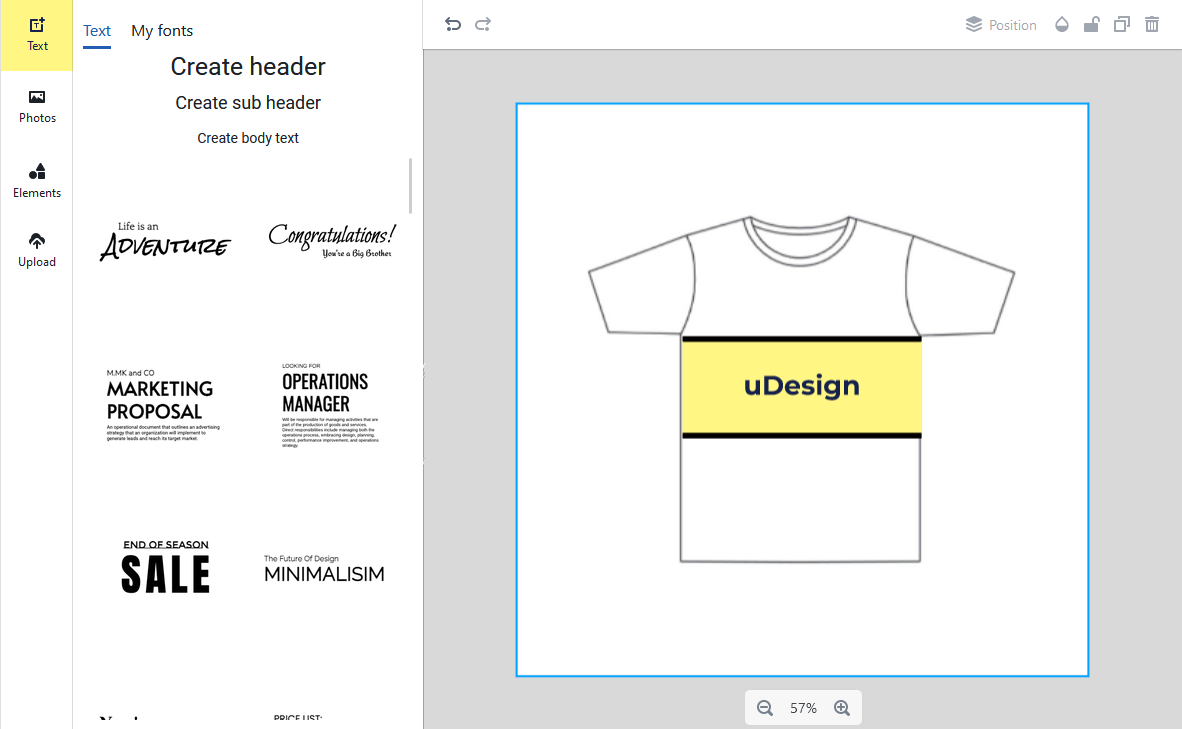 Text
Photos
Elements
Upload
Text My fonts
Create header
Create sub header
Create body text
Life is an
ADVENTURE
Congratulations!
You're a Big Brother
M.MK and CO
MARKETING
PROPOSAL
An operational document that outlines an advertising
strategy that an organization will implement to
generate leads and reach its target market.
LOOKING FOR
OPERATIONS
MANAGER
Will be responsible for managing activities that are
part of the production of goods and services.
Direct responsibilities include managing both the
operations process, embracing design, planning,
control, performance improvement, and operations
strategy.
END OF SEASON
SALE
The Future Of Design
MINIMALISIM
PRICE LIST:
Position
uDesign
57%